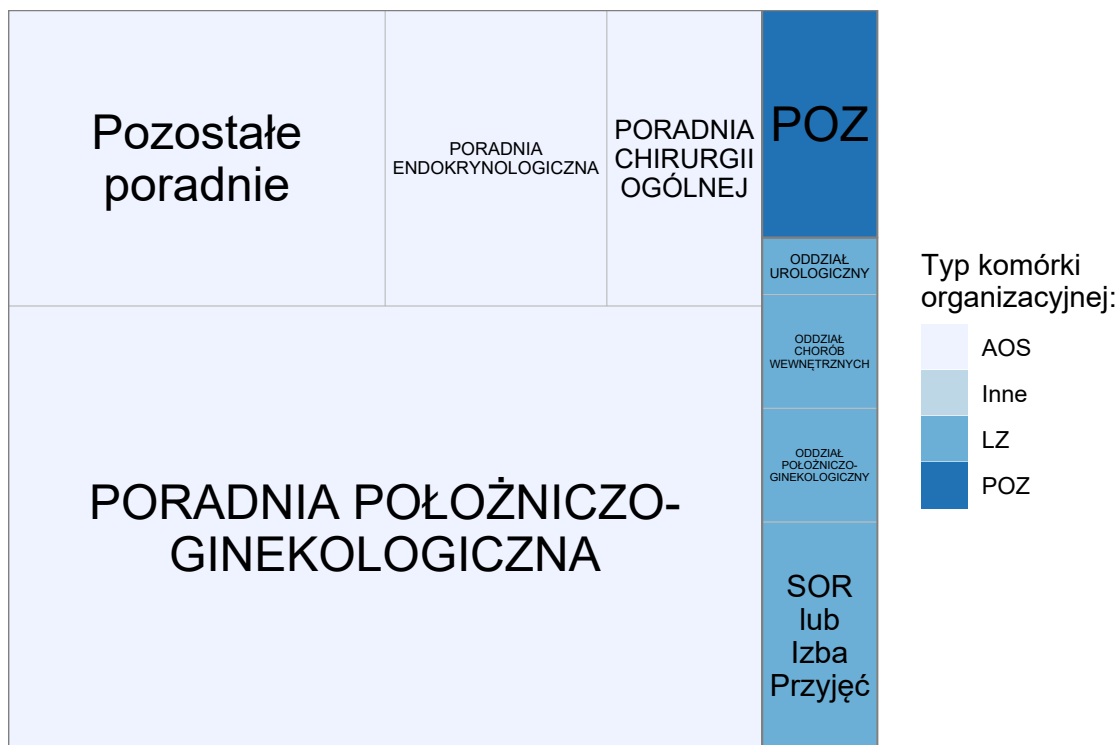 Pozostałe
poradnie
PORADNIA
ENDOKRYNOLOGICZNA
PORADNIA
CHIRURGII
OGÓLNEJ
POZ
ODDZIAŁ
UROLOGICZNY
ODDZIAŁ
CHORÓB
WEWNĘTRZNYCH
ODDZIAŁ
POŁOŻNICZO-
GINEKOLOGICZNY
SOR
lub
Izba
Przyjęć
PORADNIA POŁOŻNICZO-
GINEKOLOGICZNA
Typ komórki
organizacyjnej:
AOS
Inne
LZ
POZ